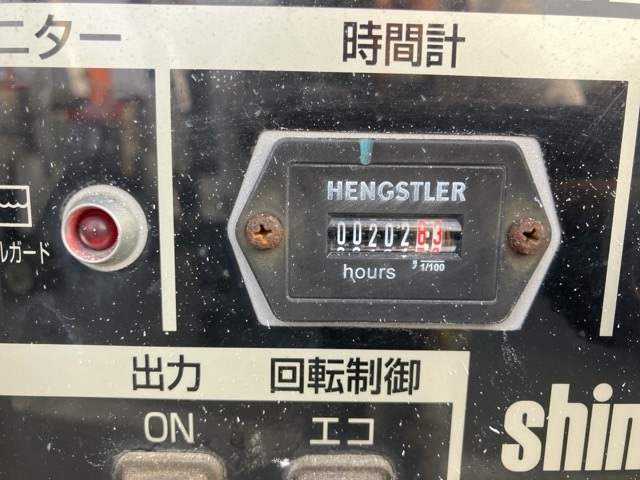 ニター
時間計
HENGSTLER
0020283
hours , 1/100
ルガード
出力
回転制御
ON
エコ
shin